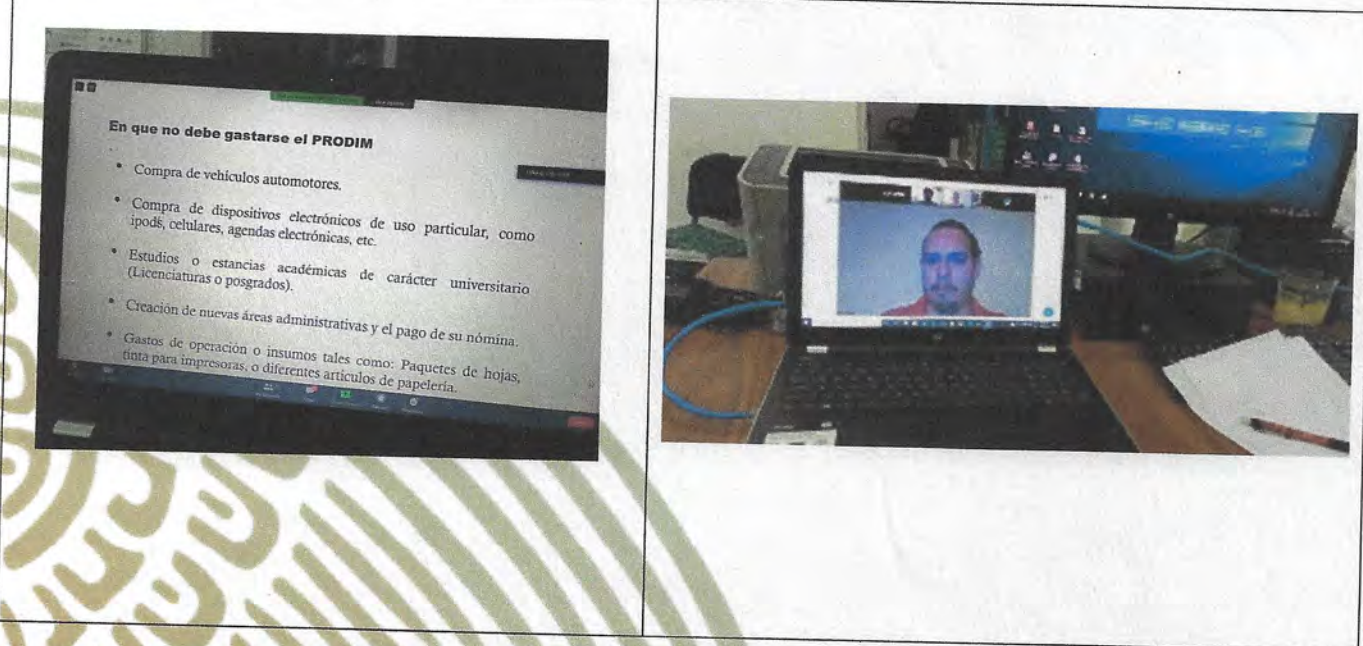 En que no debe gastarse el PRODIM
• Compra de vehículos automotores.
• Compra de dispositivos electrónicos de uso particular, como
ipods, celulares, agendas electrónicas, etc.
• Estudios o estancias académicas de carácter universitario
(Licenciaturas o posgrados).
• Creación de nuevas áreas administrativas y el pago de su nómina.
• Gastos de operación o insumos tales como: Paquetes de hojas,
tinta para impresoras, o diferentes artículos de papelería.